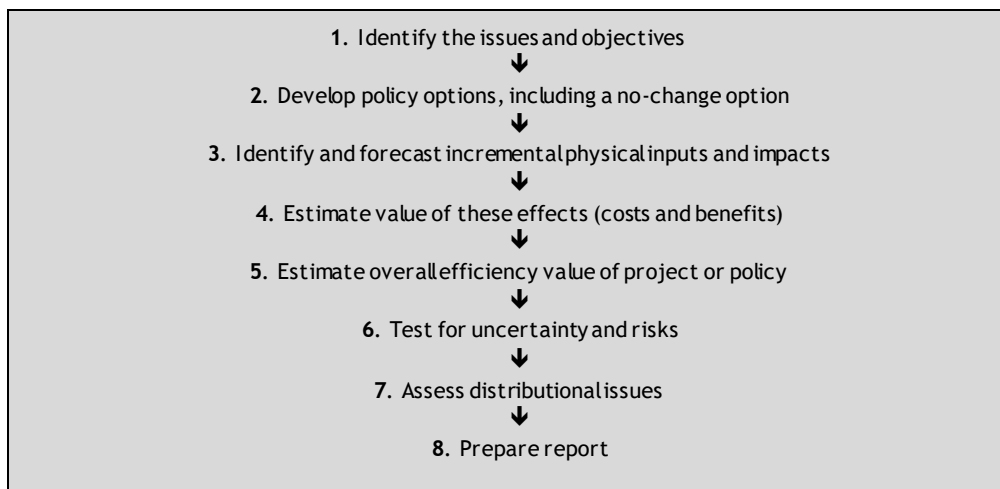 1. Identify the issues and objectives
2. Develop policy options, including a no-change option
3. Identify and forecast incremental physical inputs and impacts
4. Estimate value of these effects (costs and benefits)
5. Estimate overall efficiency value of project or policy
6. Test for uncertainty and risks
7. Assess distributional issues
8. Prepare report